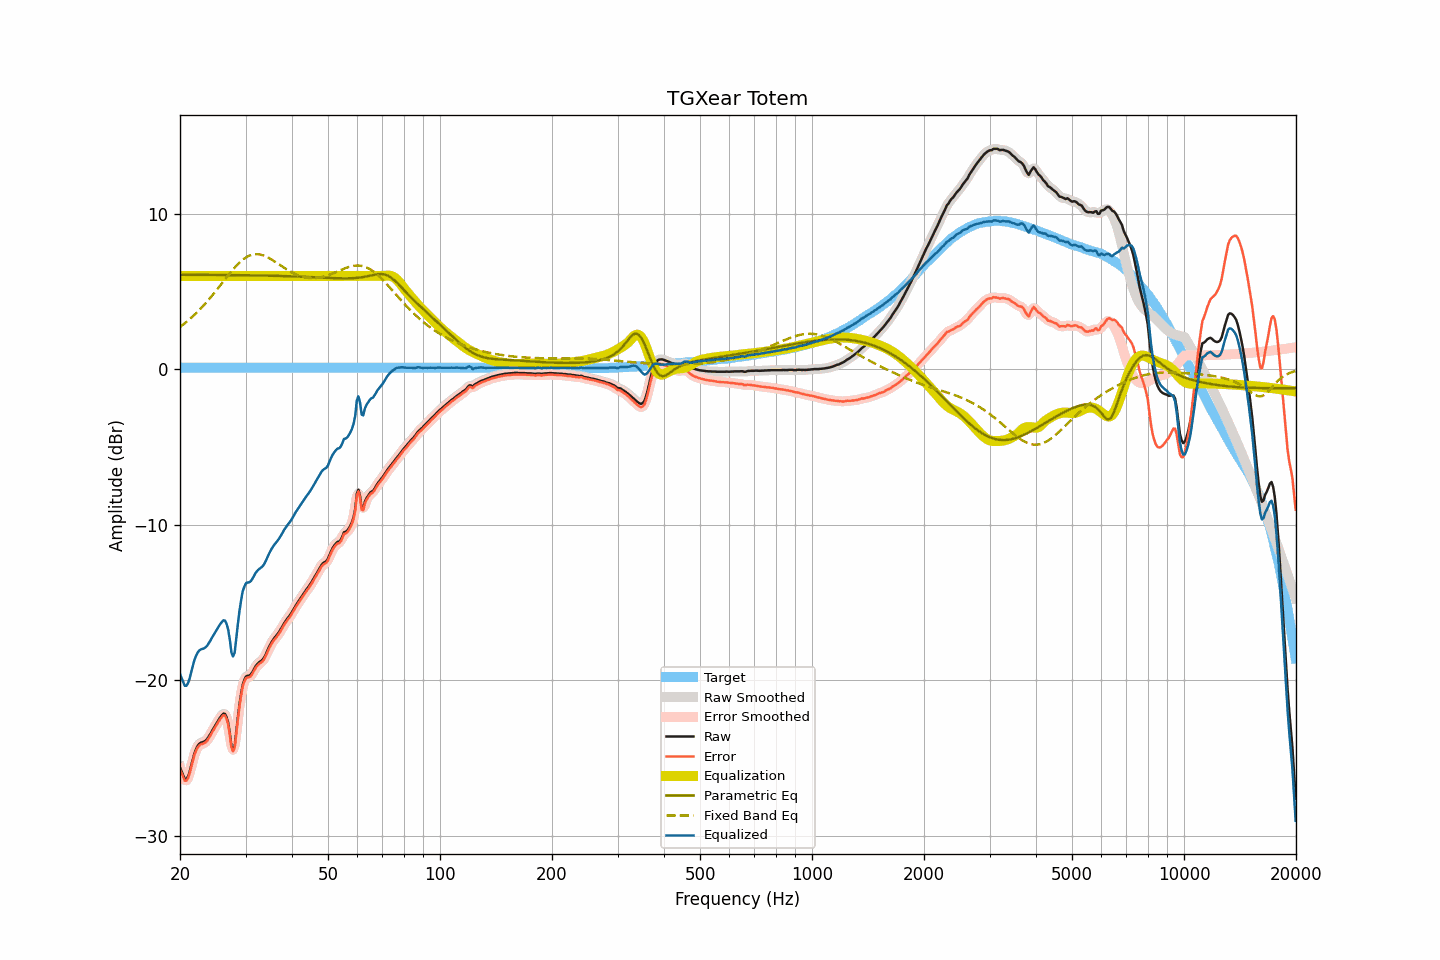 TGXear Totem
Amplitude (dBr)
10
0
−10
−20
−30
Target
Raw Smoothed
Error Smoothed
Raw
Error
Equalization
Parametric Eq
Fixed Band Eq
Equalized
20 50 100 200 500 1000 2000 5000 10000 20000
Frequency (Hz)